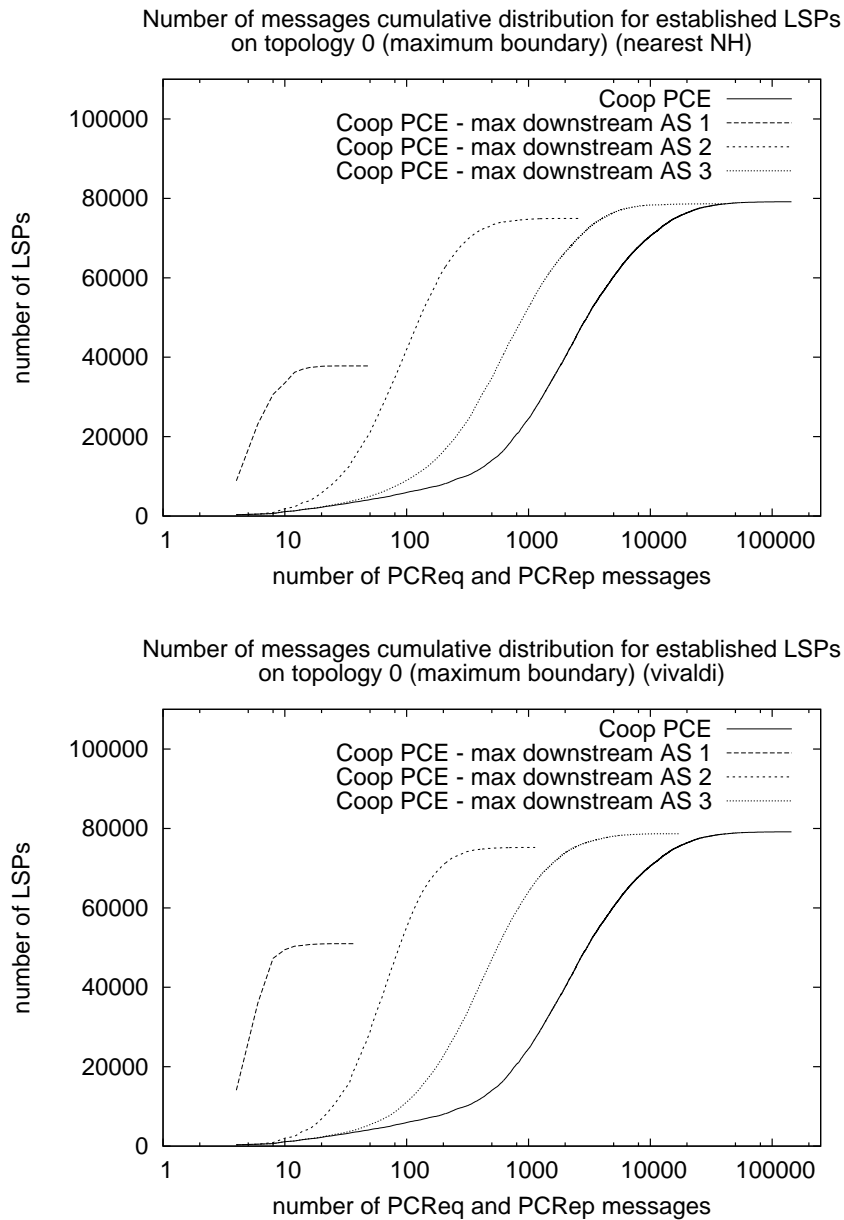 Number of messages cumulative distribution for established LSPs
on topology 0 (maximum boundary) (nearest NH)
100000
80000
60000
40000
20000
0
number of LSPs
Coop PCE
Coop PCE - max downstream AS 1
Coop PCE - max downstream AS 2
Coop PCE - max downstream AS 3
1 10 100 1000 10000 100000
number of PCReq and PCRep messages
Number of messages cumulative distribution for established LSPs
on topology 0 (maximum boundary) (vivaldi)
100000
80000
60000
40000
20000
0
number of LSPs
Coop PCE
Coop PCE - max downstream AS 1
Coop PCE - max downstream AS 2
Coop PCE - max downstream AS 3
1 10 100 1000 10000 100000
number of PCReq and PCRep messages